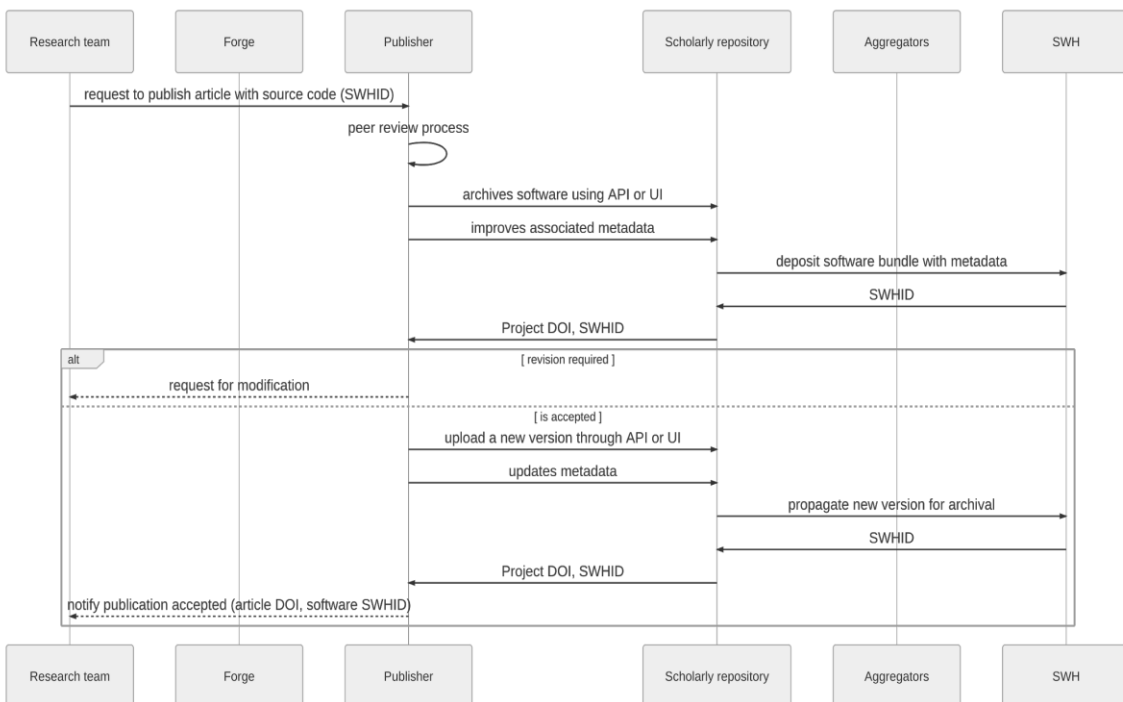 Research team
Forge
Publisher
Scholarly repository
Aggregators
SWH
request to publish article with source code (SWHID)
peer review process
archives software using API or UI
improves associated metadata
deposit software bundle with metadata
SWHID
Project DOI, SWHID
alt
[ revision required ]
request for modification
[ is accepted ]
upload a new version through API or UI
updates metadata
propagate new version for archival
SWHID
Project DOI, SWHID
notify publication accepted (article DOI, software SWHID)
Research team
Forge
Publisher
Scholarly repository
Aggregators
SWH